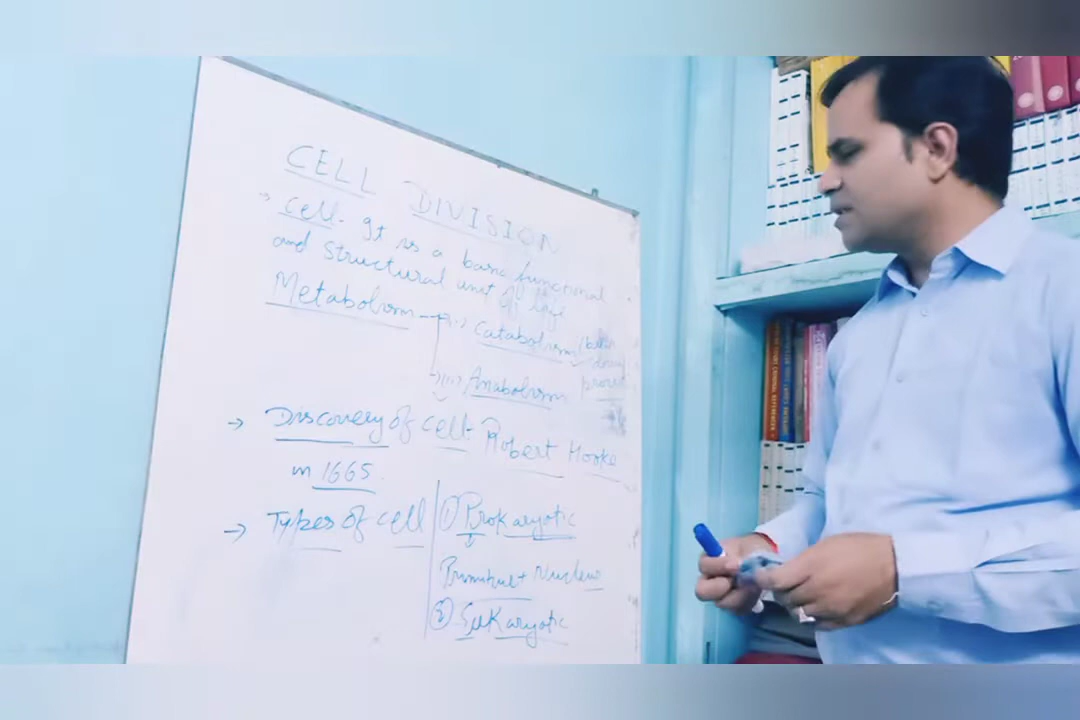 CELL DIVISION
→ Cell- It is a basic functional
and structural unit of life
Metabolism → (i) Catabolism
(ii) Anabolism
→ Discovery of cell- Robert Hooke
in 1665
→ Types of cell
① Prokaryotic
Nucleus
② Eukaryotic